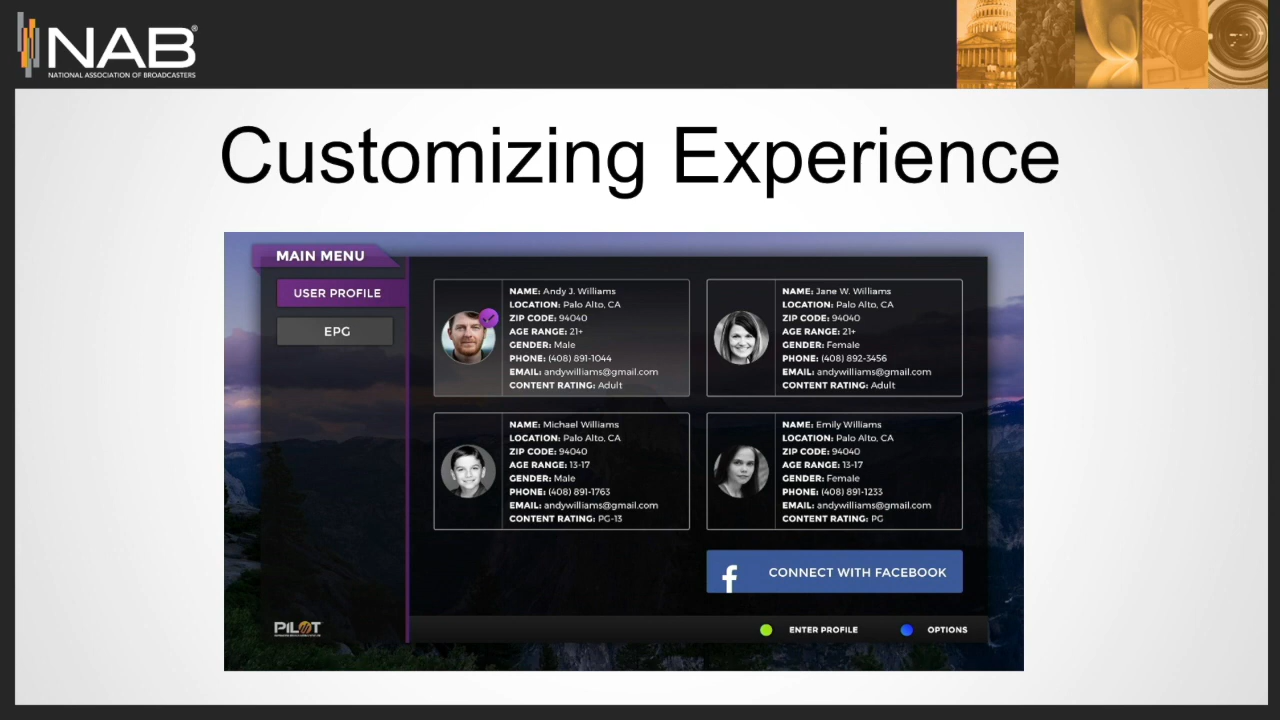 NAB®
NATIONAL ASSOCIATION OF BROADCASTERS
Customizing Experience
MAIN MENU
USER PROFILE
EPG
NAME: Andy J. Williams
LOCATION: Palo Alto, CA
ZIP CODE: 94040
AGE RANGE: 21+
GENDER: Male
PHONE: (408) 891-1044
EMAIL: andywilliams@gmail.com
CONTENT RATING: Adult
NAME: Jane W. Williams
LOCATION: Palo Alto, CA
ZIP CODE: 94040
AGE RANGE: 21+
GENDER: Female
PHONE: (408) 892-3456
EMAIL: andywilliams@gmail.com
CONTENT RATING: Adult
NAME: Michael Williams
LOCATION: Palo Alto, CA
ZIP CODE: 94040
AGE RANGE: 13-17
GENDER: Male
PHONE: (408) 891-1763
EMAIL: andywilliams@gmail.com
CONTENT RATING: PG-13
NAME: Emily Williams
LOCATION: Palo Alto, CA
ZIP CODE: 94040
AGE RANGE: 13-17
GENDER: Female
PHONE: (408) 891-1233
EMAIL: andywilliams@gmail.com
CONTENT RATING: PG
f CONNECT WITH FACEBOOK
PILOT
ENTER PROFILE
OPTIONS